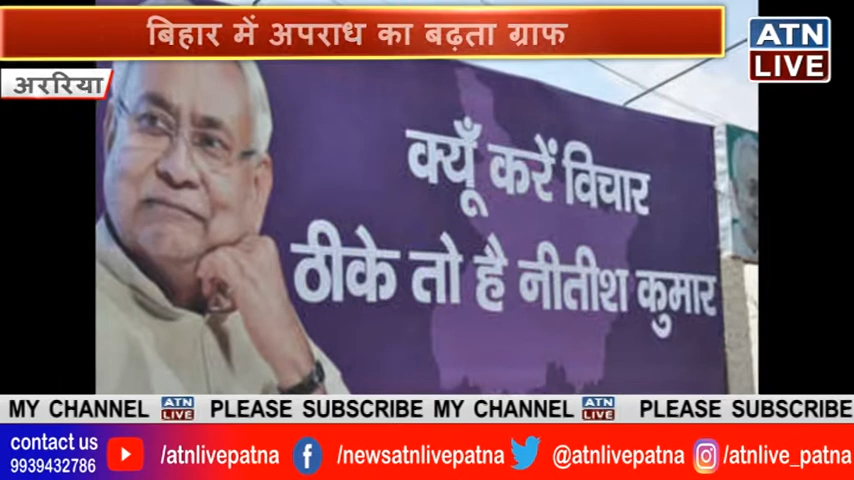 बिहार में अपराध का बढ़ता ग्राफ
ATN
LIVE
अररिया
क्यूँ करें विचार
ठीके तो है नीतीश कुमार
MY CHANNEL ATN LIVE PLEASE SUBSCRIBE MY CHANNEL ATN LIVE PLEASE SUBSCRIBE
contact us
9939432786
/atnlivepatna /newsatnlivepatna @atnlivepatna /atnlive_patna